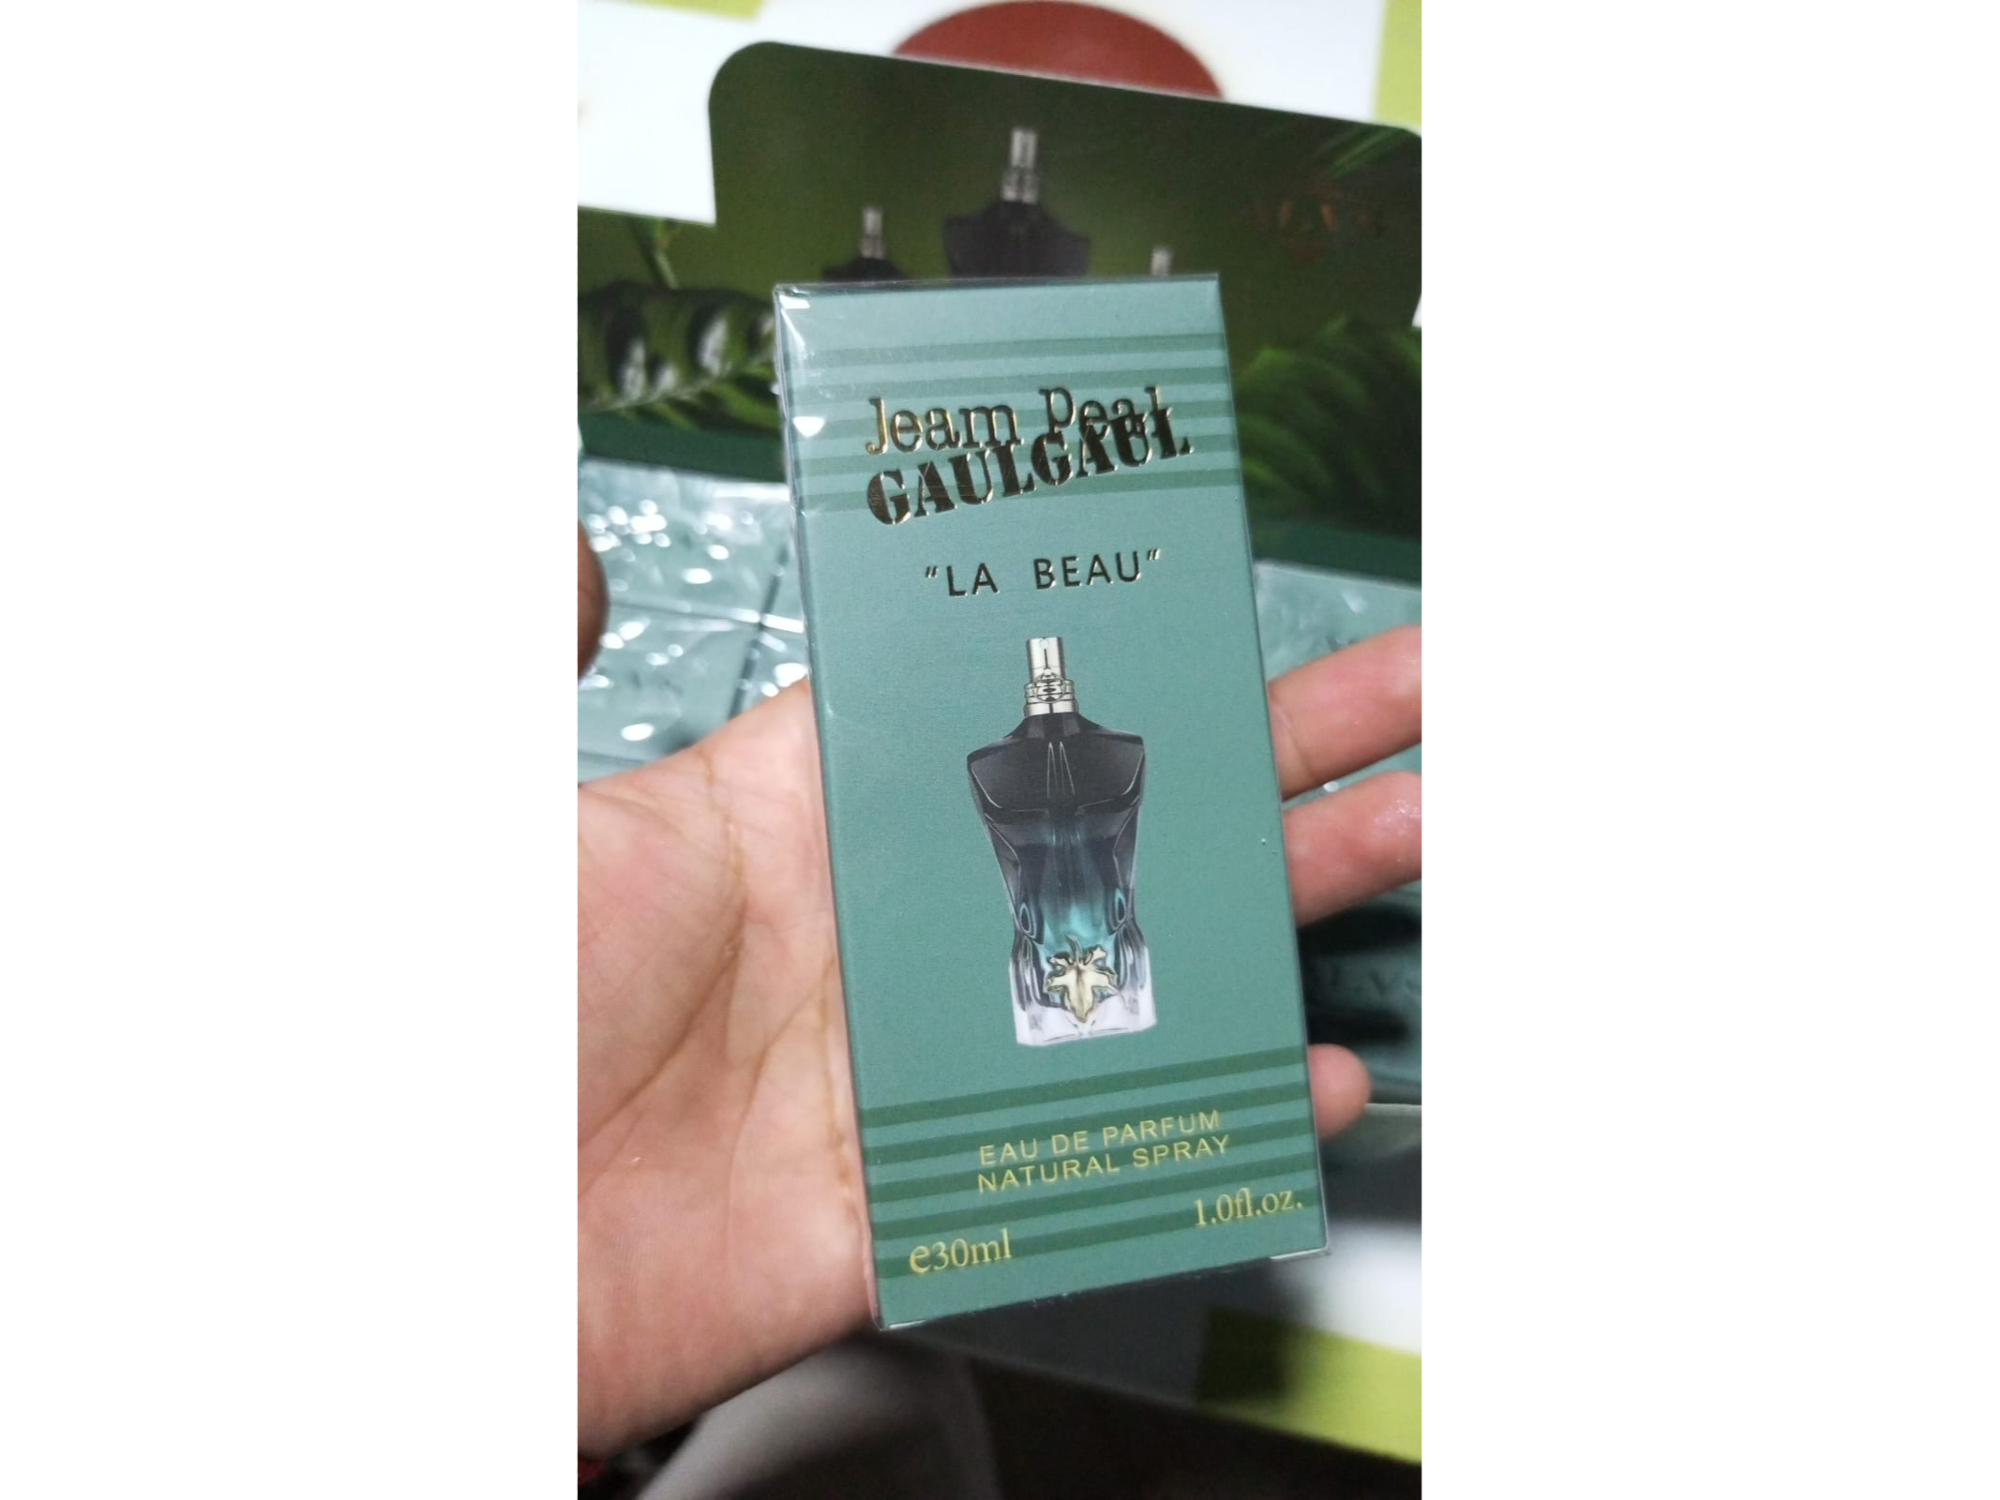 Jeam Peal
GAULGAUL
"LA BEAU"
EAU DE PARFUM
NATURAL SPRAY
e30ml 1.0fl.oz.